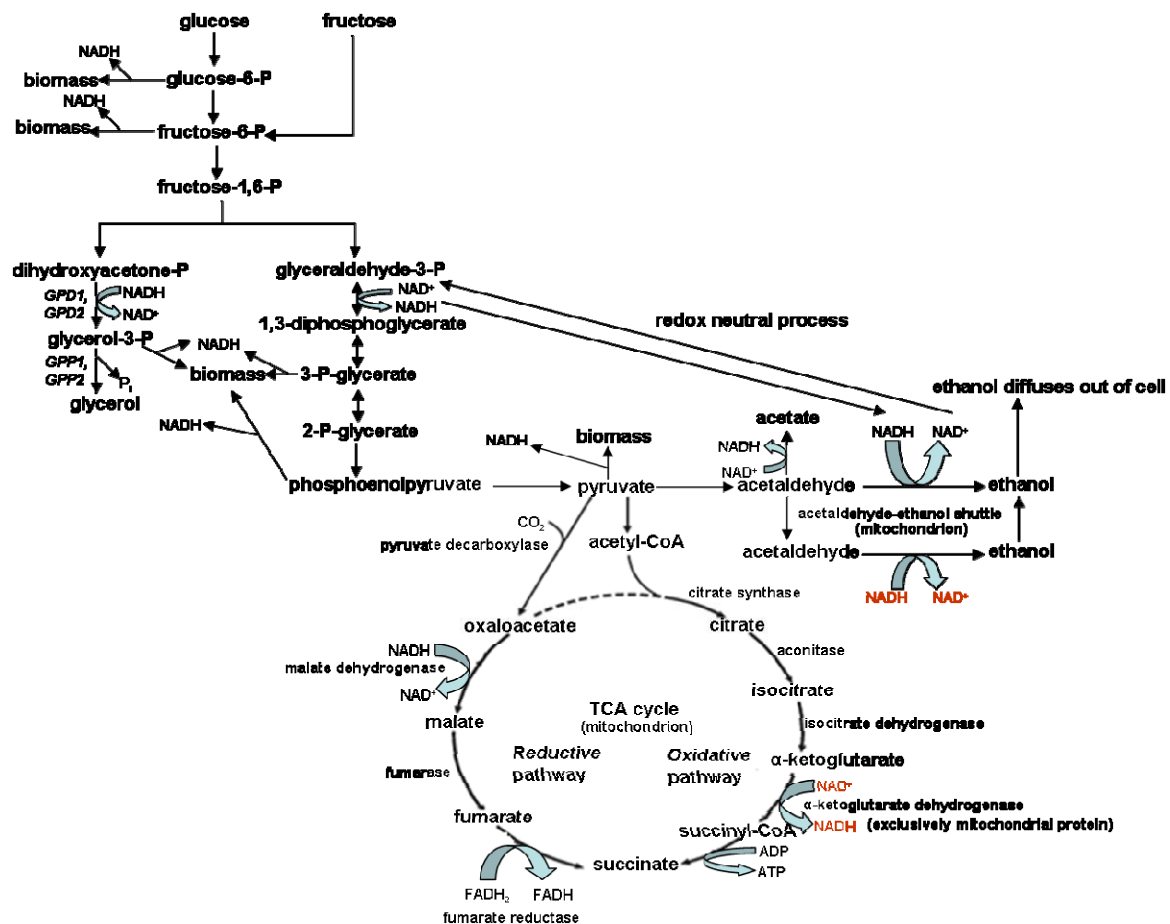 glucose
fructose
NADH
biomass
glucose-6-P
NADH
biomass
fructose-6-P
fructose-1,6-P
dihydroxyacetone-P
glyceraldehyde-3-P
GPD1,
GPD2
NADH
NAD+
NAD+
NADH
1,3-diphosphoglycerate
redox neutral process
glycerol-3-P
GPP1,
GPP2
Pi
glycerol
NADH
biomass
3-P-glycerate
ethanol diffuses out of cell
NADH
2-P-glycerate
NADH
biomass
acetate
NADH
NAD+
NADH
NAD+
phosphoenolpyruvate
pyruvate
acetaldehyde
ethanol
acetaldehyde-ethanol shuttle
(mitochondrion)
CO2
pyruvate decarboxylase
acetyl-CoA
acetaldehyde
ethanol
NADH
NAD+
citrate synthase
oxaloacetate
citrate
NADH
malate dehydrogenase
NAD+
aconitase
isocitrate
malate
TCA cycle
(mitochondrion)
isocitrate dehydrogenase
Reductive
pathway
Oxidative
pathway
fumarase
α-ketoglutarate
NAD+
α-ketoglutarate dehydrogenase
NADH (exclusively mitochondrial protein)
fumarate
succinyl-CoA
ADP
ATP
succinate
FADH2
FADH
fumarate reductase